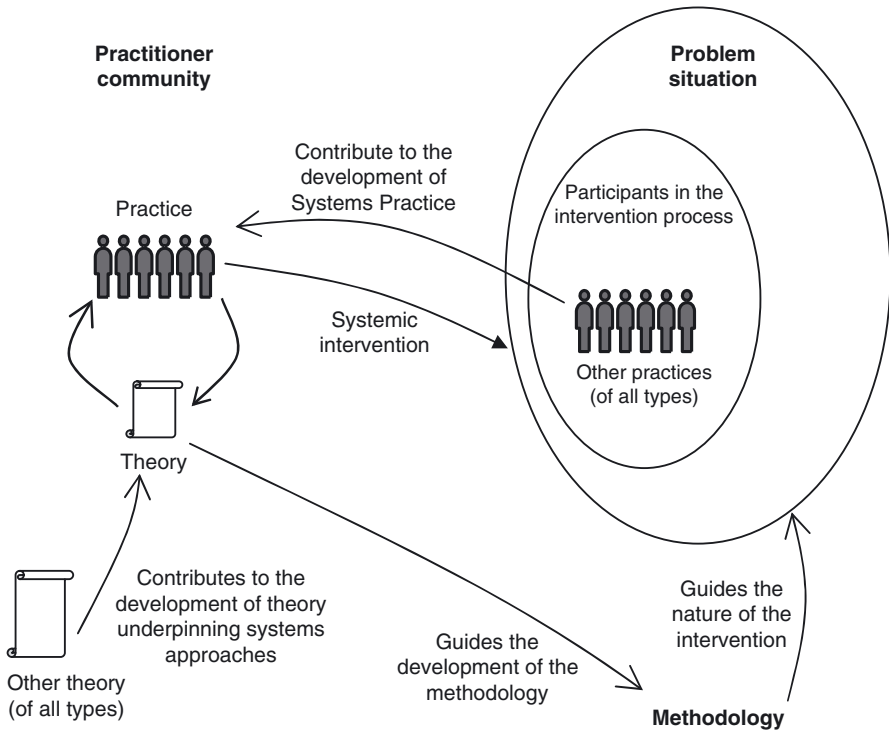 Practitioner
community
Problem
situation
Contribute to the
development of
Systems Practice
Participants in the
intervention process
Practice
Systemic
intervention
Other practices
(of all types)
Theory
Contributes to the
development of theory
underpinning systems
approaches
Guides the
nature of the
intervention
Guides the
development of the
methodology
Other theory
(of all types)
Methodology